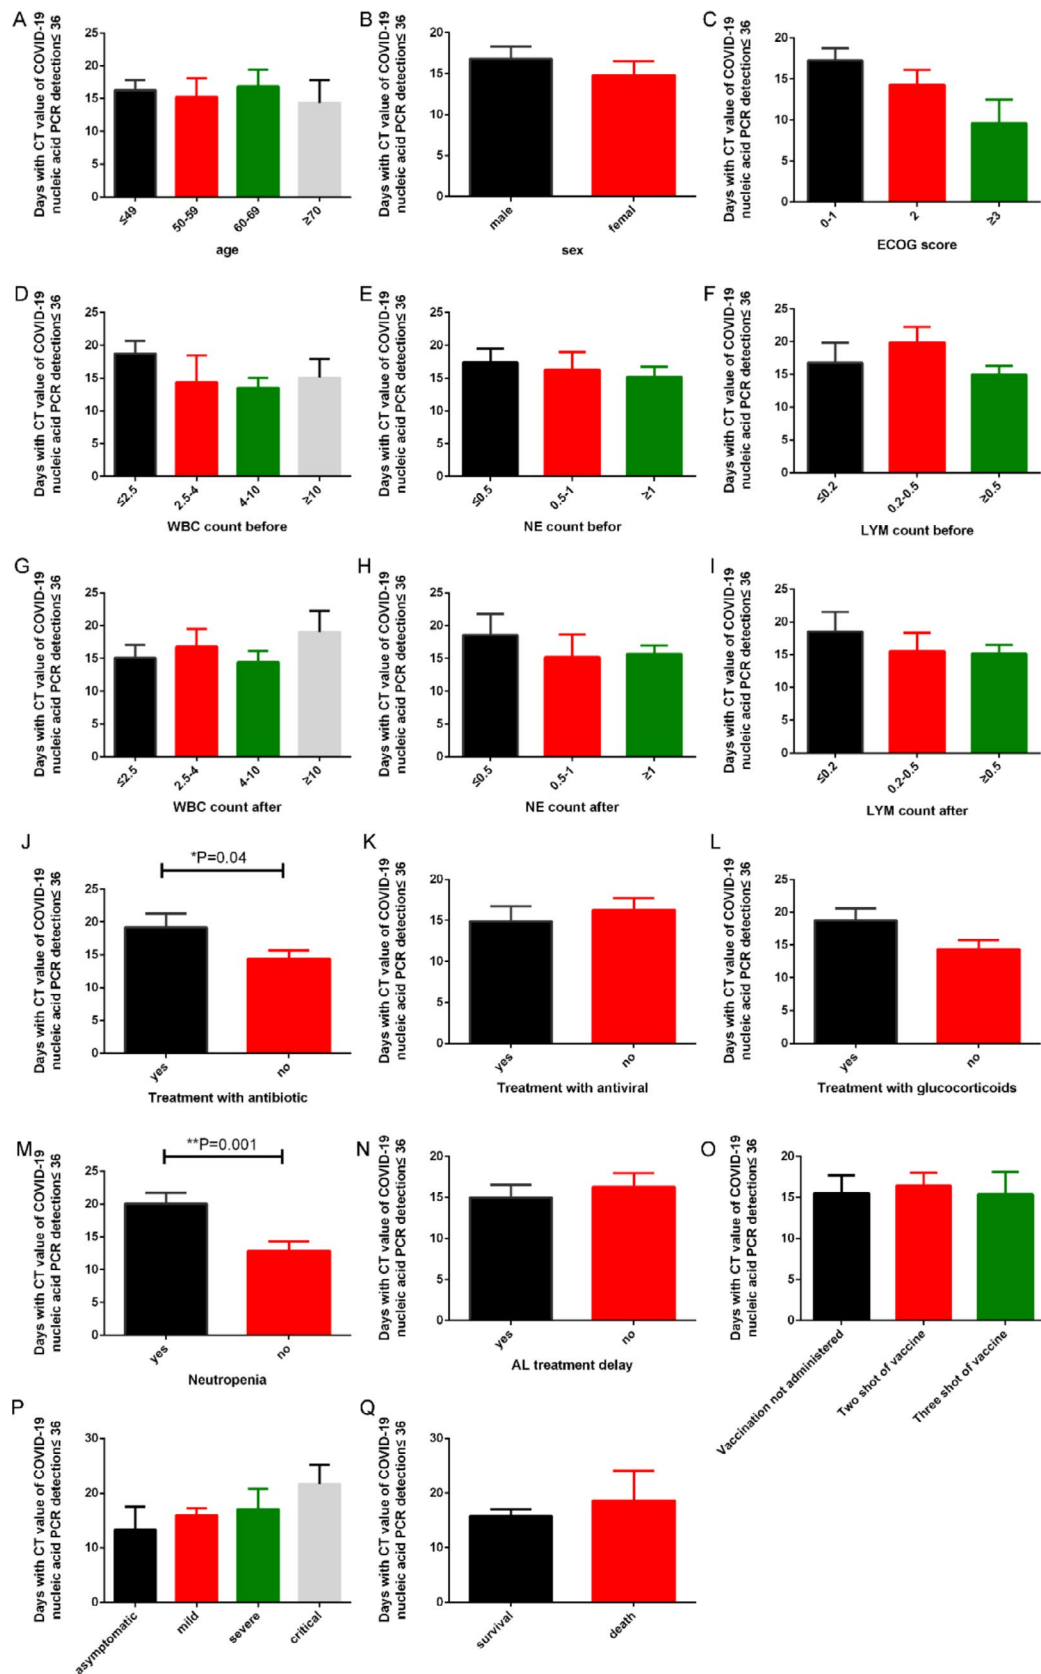 A
Days with CT value of COVID-19
nucleic acid PCR detection≤ 36
25
20
15
10
5
0
≤49
50-59
60-69
≥70
age
B
Days with CT value of COVID-19
nucleic acid PCR detection≤ 36
20
15
10
5
0
male
femal
sex
C
Days with CT value of COVID-19
nucleic acid PCR detection≤ 36
20
15
10
5
0
0-1
2
≥3
ECOG score
D
Days with CT value of COVID-19
nucleic acid PCR detection≤ 36
25
20
15
10
5
0
≤2.5
2.5-4
4-10
≥10
WBC count before
E
Days with CT value of COVID-19
nucleic acid PCR detection≤ 36
25
20
15
10
5
0
≤0.5
0.5-1
≥1
NE count befor
F
Days with CT value of COVID-19
nucleic acid PCR detection≤ 36
25
20
15
10
5
0
≤0.2
0.2-0.5
≥0.5
LYM count before
G
Days with CT value of COVID-19
nucleic acid PCR detection≤ 36
25
20
15
10
5
0
≤2.5
2.5-4
4-10
≥10
WBC count after
H
Days with CT value of COVID-19
nucleic acid PCR detection≤ 36
25
20
15
10
5
0
≤0.5
0.5-1
≥1
NE count after
I
Days with CT value of COVID-19
nucleic acid PCR detection≤ 36
25
20
15
10
5
0
≤0.2
0.2-0.5
≥0.5
LYM count after
J
*P=0.04
Days with CT value of COVID-19
nucleic acid PCR detection≤ 36
25
20
15
10
5
0
yes
no
Treatment with antibiotic
K
Days with CT value of COVID-19
nucleic acid PCR detection≤ 36
20
15
10
5
0
yes
no
Treatment with antiviral
L
Days with CT value of COVID-19
nucleic acid PCR detection≤ 36
25
20
15
10
5
0
yes
no
Treatment with glucocorticoids
M
**P=0.001
Days with CT value of COVID-19
nucleic acid PCR detection≤ 36
25
20
15
10
5
0
yes
no
Neutropenia
N
Days with CT value of COVID-19
nucleic acid PCR detection≤ 36
20
15
10
5
0
yes
no
AL treatment delay
O
Days with CT value of COVID-19
nucleic acid PCR detection≤ 36
20
15
10
5
0
Vaccination not administered
Two shot of vaccine
Three shot of vaccine
P
Days with CT value of COVID-19
nucleic acid PCR detection≤ 36
30
20
10
0
asymptomatic
mild
severe
critical
Q
Days with CT value of COVID-19
nucleic acid PCR detection≤ 36
30
20
10
0
survival
death